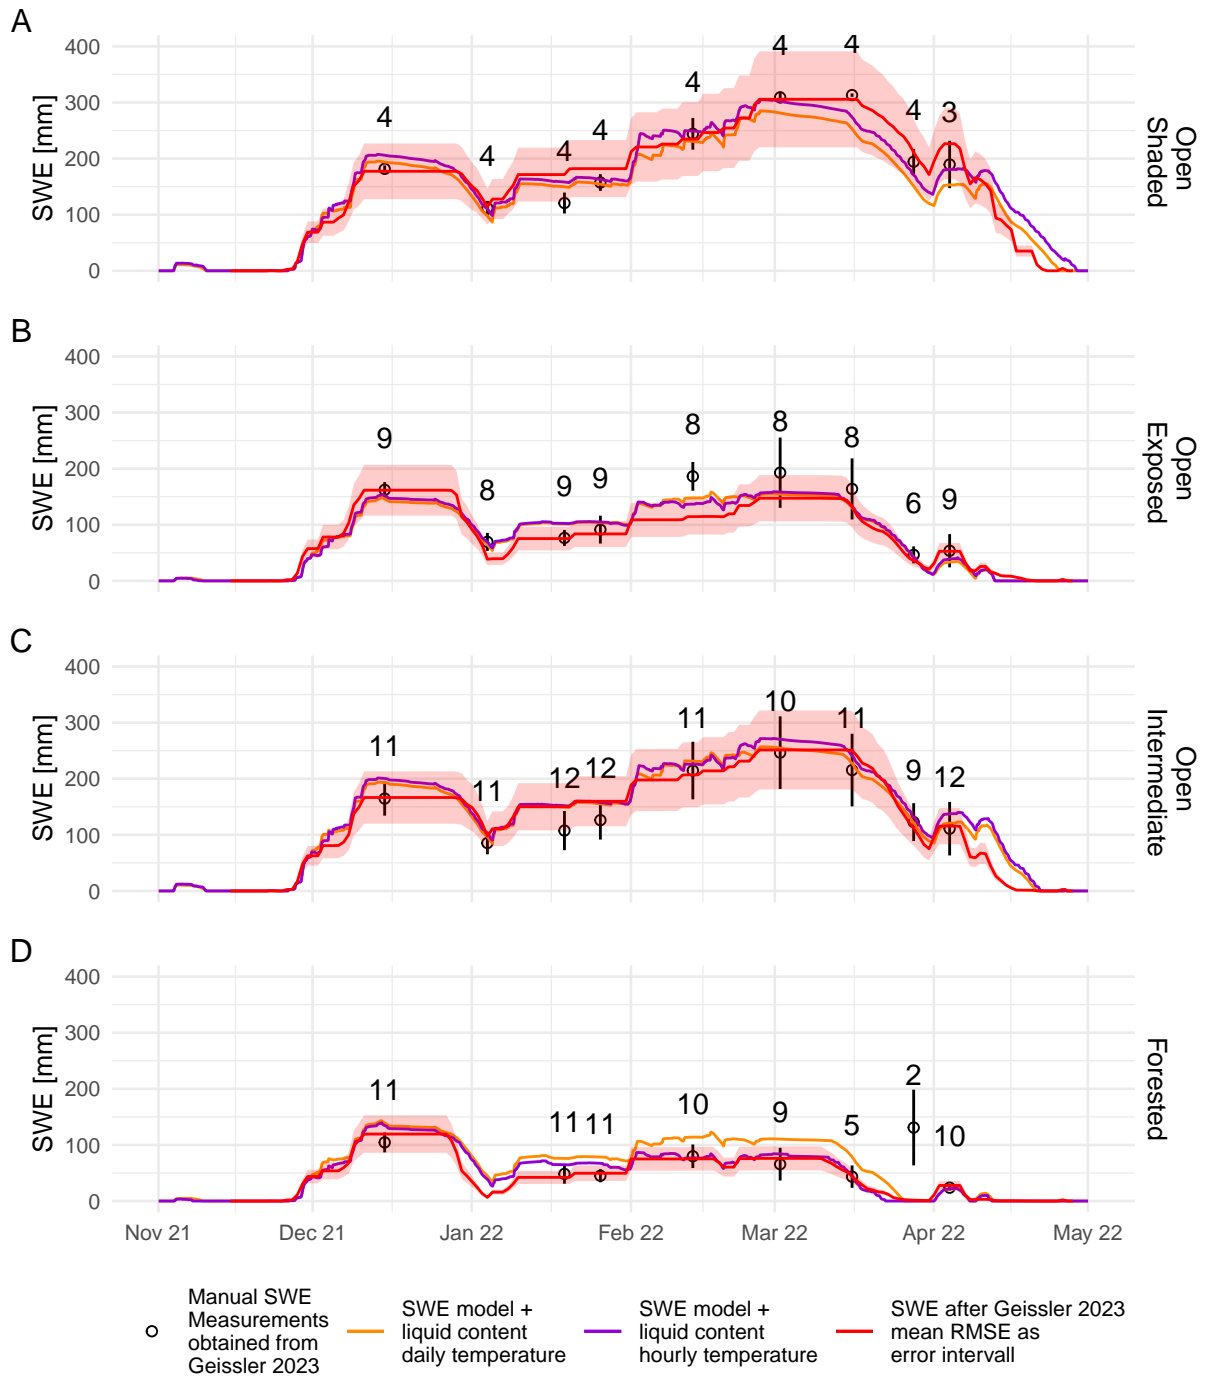 A
400
300
200
100
0
SWE [mm]
4
4
4
4
4
4
4
4
3
Open
Shaded
B
400
300
200
100
0
SWE [mm]
9
8
9
9
8
8
8
6
9
Open
Exposed
C
400
300
200
100
0
SWE [mm]
11
11
12
12
11
10
11
9
12
Open
Intermediate
D
400
300
200
100
0
SWE [mm]
11
11
11
10
9
5
2
10
Forested
Nov 21
Dec 21
Jan 22
Feb 22
Mar 22
Apr 22
May 22
Manual SWE
Measurements
obtained from
Geissler 2023
SWE model +
liquid content
daily temperature
SWE model +
liquid content
hourly temperature
SWE after Geissler 2023
mean RMSE as
error intervall